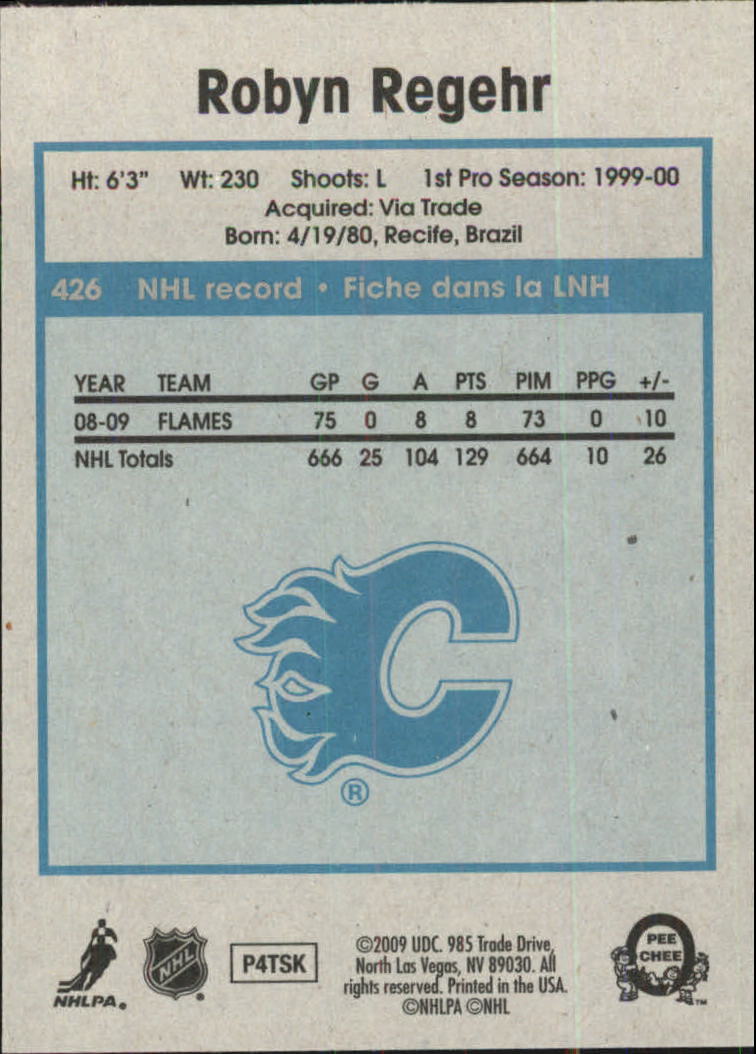 Robyn Regehr
Ht: 6'3" Wt: 230 Shoots: L 1st Pro Season: 1999-00
Acquired: Via Trade
Born: 4/19/80, Recife, Brazil
426 NHL record • Fiche dans la LNH
YEAR TEAM GP G A PTS PIM PPG +/-
08-09 FLAMES 75 0 8 8 73 0 10
NHL Totals 666 25 104 129 664 10 26
C
®
NHLPA®
NHL®
P4TSK
©2009 UDC. 985 Trade Drive,
North Las Vegas, NV 89030. All
rights reserved. Printed in the USA.
©NHLPA ©NHL
O
PEE
CHEE
™